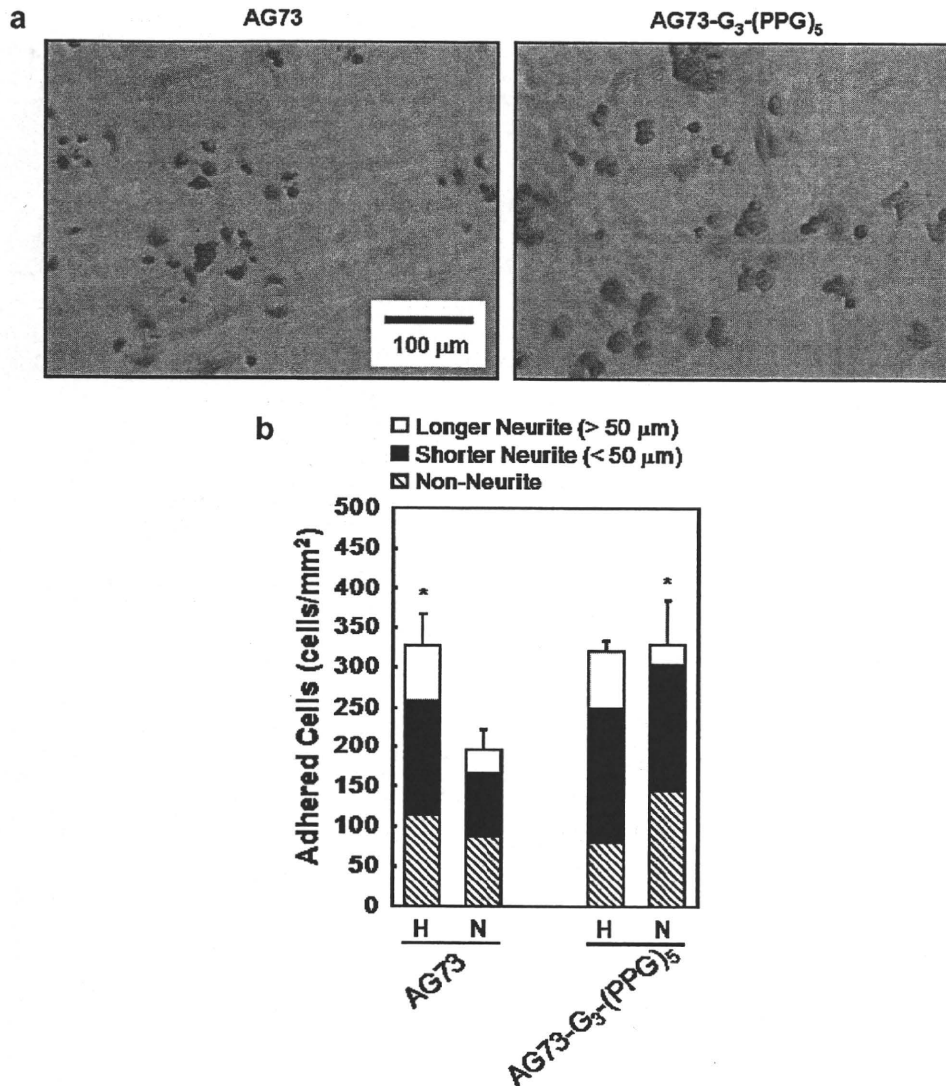 a
AG73
AG73-G₃-(PPG)₅
100 μm
b
Longer Neurite (> 50 μm)
Shorter Neurite (< 50 μm)
Non-Neurite
Adhered Cells (cells/mm²)
500
450
400
350
300
250
200
150
100
50
0
*
*
H
N
H
N
AG73
AG73-G₃-(PPG)₅